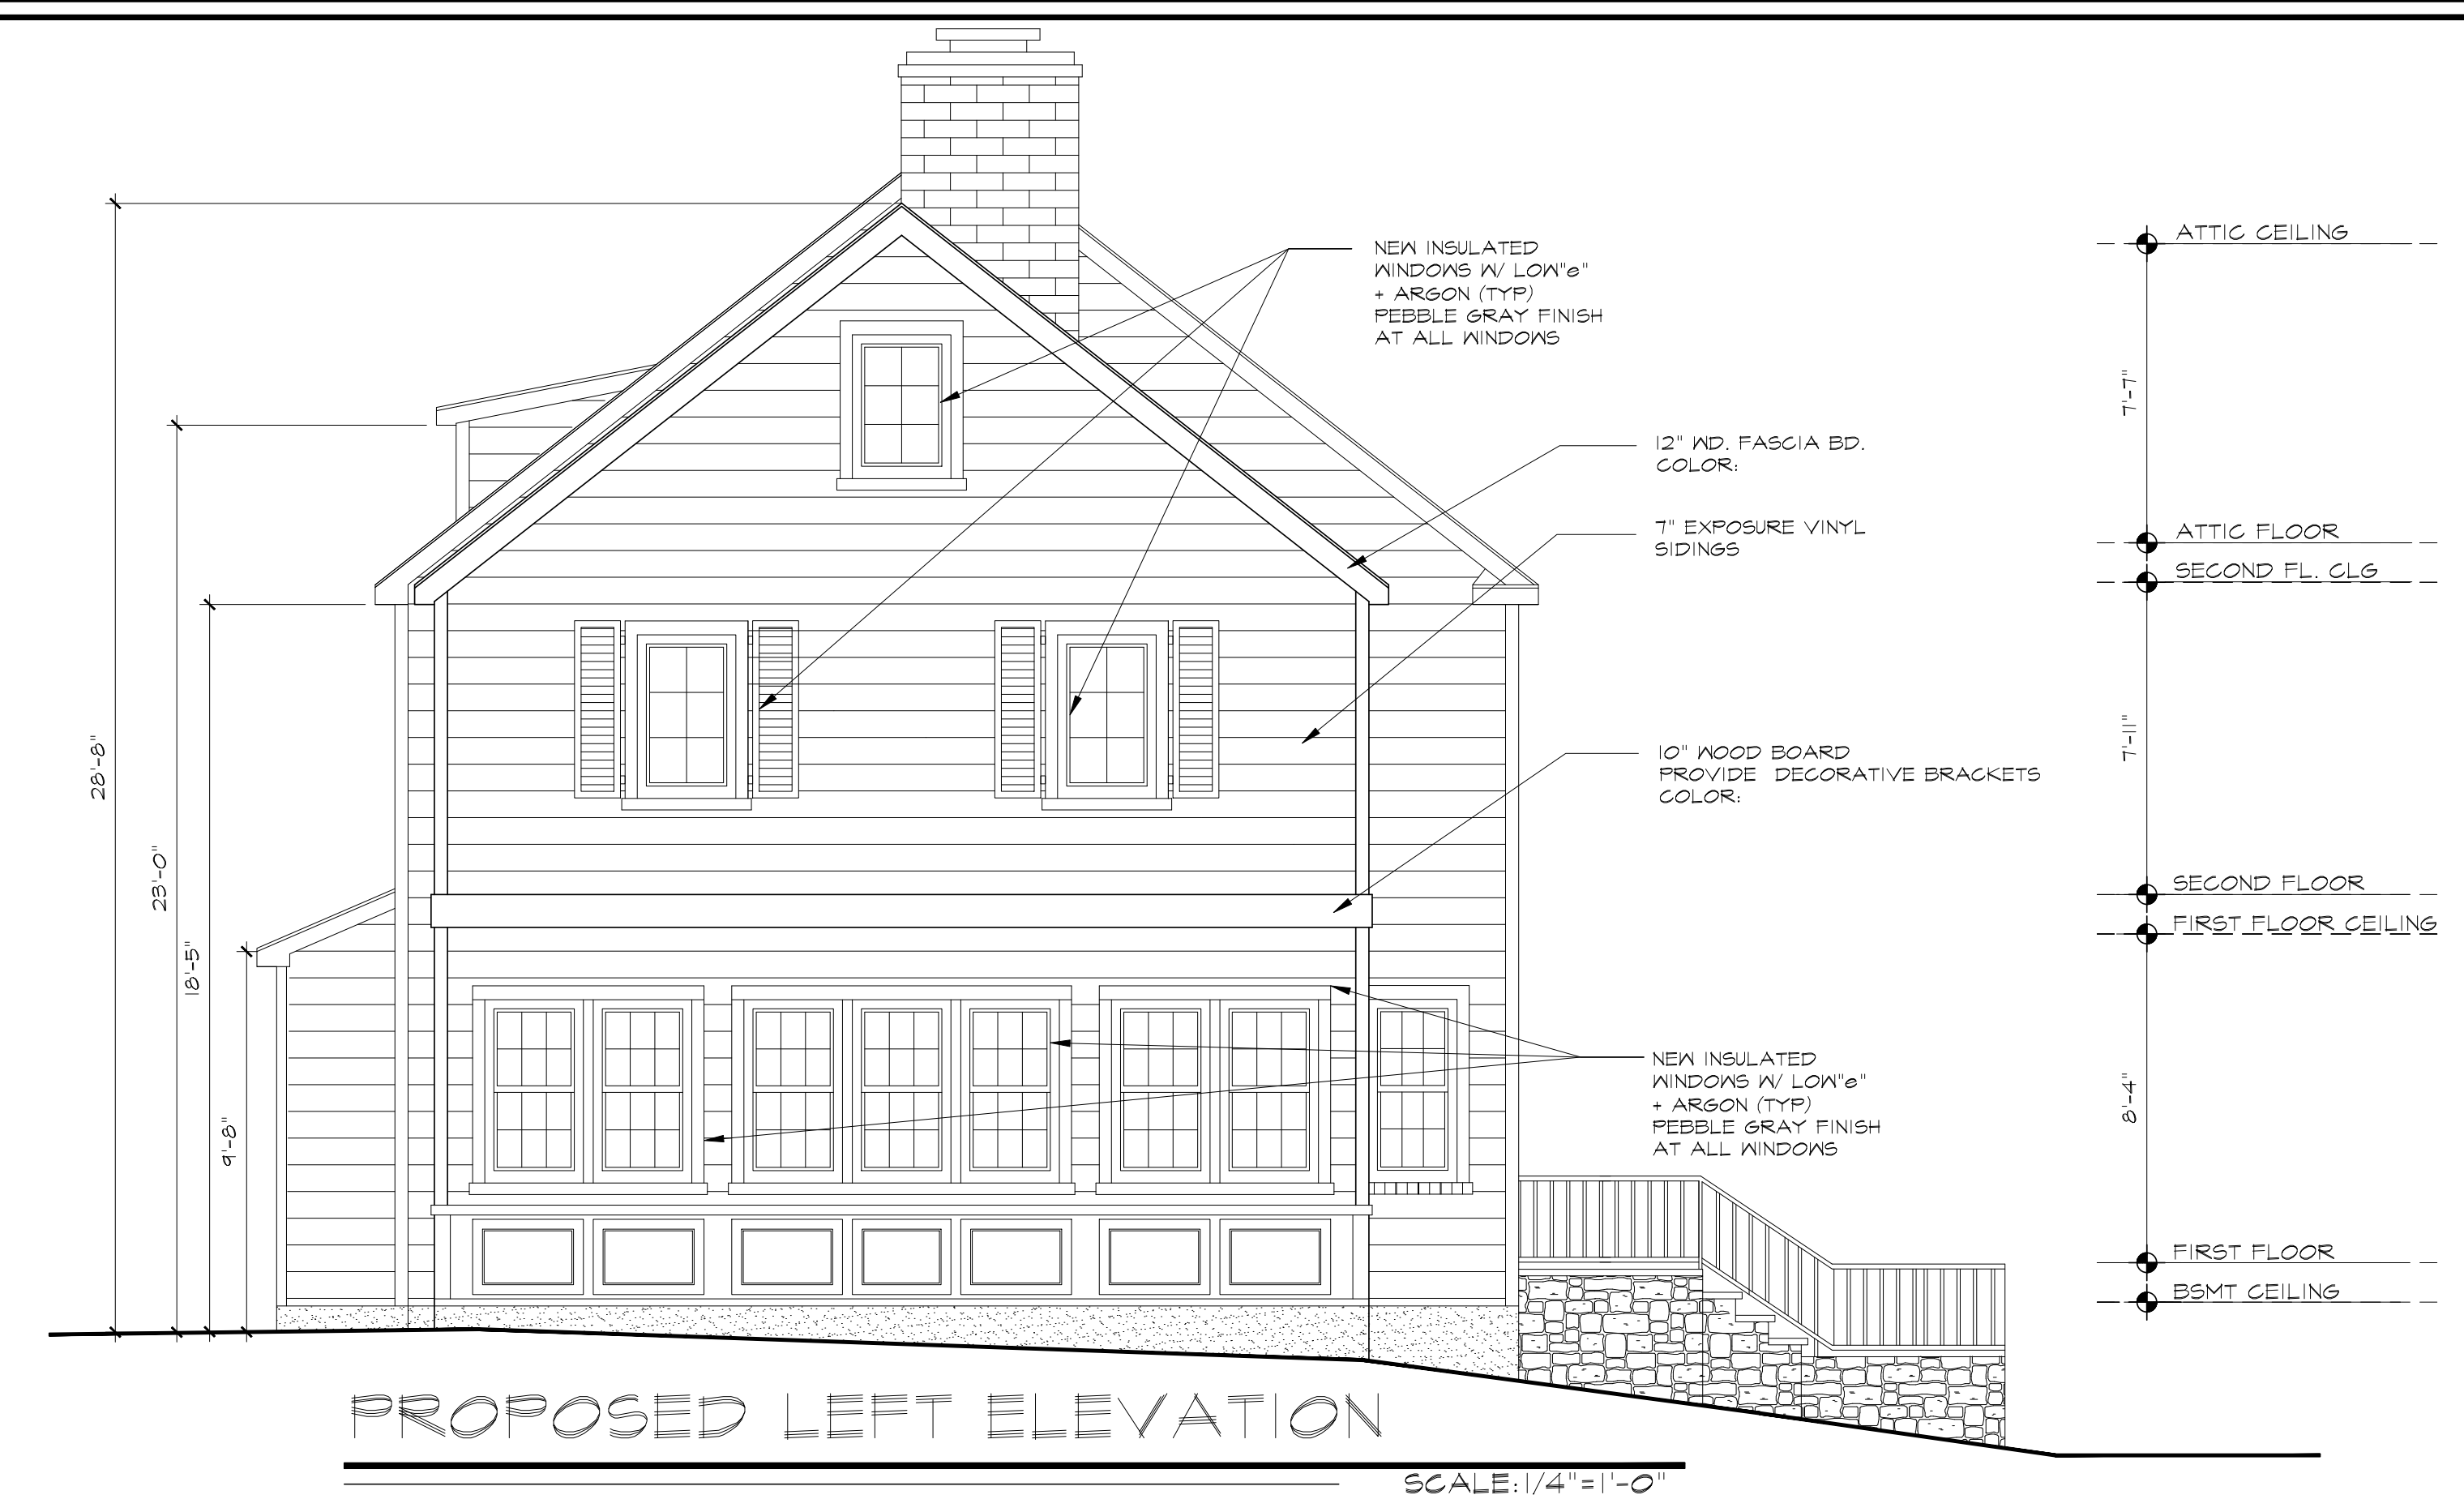 NEW INSULATED
WINDOWS W/ LOW"e"
+ ARGON (TYP)
PEBBLE GRAY FINISH
AT ALL WINDOWS
12" WD. FASCIA BD.
COLOR:
7" EXPOSURE VINYL
SIDINGS
10" WOOD BOARD
PROVIDE DECORATIVE BRACKETS
COLOR:
NEW INSULATED
WINDOWS W/ LOW"e"
+ ARGON (TYP)
PEBBLE GRAY FINISH
AT ALL WINDOWS
28'-8"
23'-0"
18'-5"
9'-8"
ATTIC CEILING
7'-7"
ATTIC FLOOR
SECOND FL. CLG
7'-11"
SECOND FLOOR
FIRST FLOOR CEILING
8'-4"
FIRST FLOOR
BSMT CEILING
PROPOSED LEFT ELEVATION
SCALE:1/4"=1'-0"